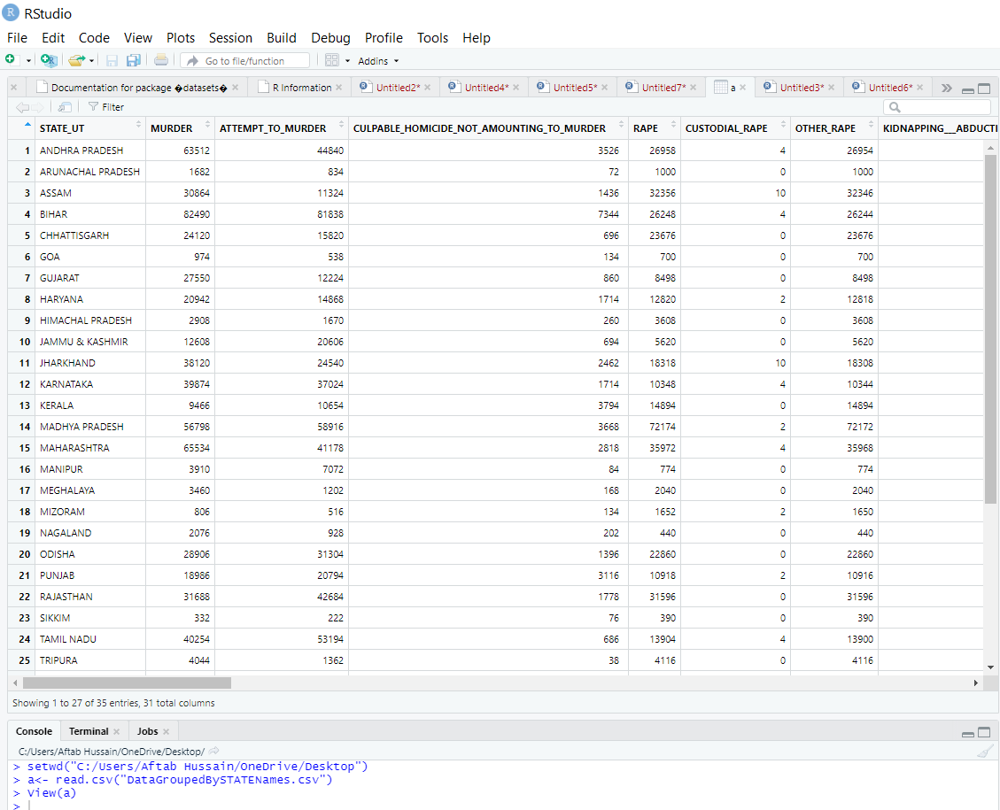 RStudio
File Edit Code View Plots Session Build Debug Profile Tools Help
Go to file/function Addins
Documentation for package �datasets� R Information Untitled2* Untitled4* Untitled5* Untitled7* a Untitled3* Untitled6*
Filter
STATE_UT MURDER ATTEMPT_TO_MURDER CULPABLE_HOMICIDE_NOT_AMOUNTING_TO_MURDER RAPE CUSTODIAL_RAPE OTHER_RAPE KIDNAPPING___ABDUCTI
1 ANDHRA PRADESH 63512 44840 3526 26958 4 26954
2 ARUNACHAL PRADESH 1682 834 72 1000 0 1000
3 ASSAM 30864 11324 1436 32356 10 32346
4 BIHAR 82490 81838 7344 26248 4 26244
5 CHHATTISGARH 24120 15820 696 23676 0 23676
6 GOA 974 538 134 700 0 700
7 GUJARAT 27550 12224 860 8498 0 8498
8 HARYANA 20942 14868 1714 12820 2 12818
9 HIMACHAL PRADESH 2908 1670 260 3608 0 3608
10 JAMMU & KASHMIR 12608 20606 694 5620 0 5620
11 JHARKHAND 38120 24540 2462 18318 10 18308
12 KARNATAKA 39874 37024 1714 10348 4 10344
13 KERALA 9466 10654 3794 14894 0 14894
14 MADHYA PRADESH 56798 58916 3668 72174 2 72172
15 MAHARASHTRA 65534 41178 2818 35972 4 35968
16 MANIPUR 3910 7072 84 774 0 774
17 MEGHALAYA 3460 1202 168 2040 0 2040
18 MIZORAM 806 516 134 1652 2 1650
19 NAGALAND 2076 928 202 440 0 440
20 ODISHA 28906 31304 1396 22860 0 22860
21 PUNJAB 18986 20794 3116 10918 2 10916
22 RAJASTHAN 31688 42684 1778 31596 0 31596
23 SIKKIM 332 222 76 390 0 390
24 TAMIL NADU 40254 53194 686 13904 4 13900
25 TRIPURA 4044 1362 38 4116 0 4116
Showing 1 to 27 of 35 entries, 31 total columns
Console Terminal Jobs
C:/Users/Aftab Hussain/OneDrive/Desktop/
> setwd("C:/Users/Aftab Hussain/OneDrive/Desktop")
> a<- read.csv("DataGroupedBySTATENames.csv")
> View(a)
>